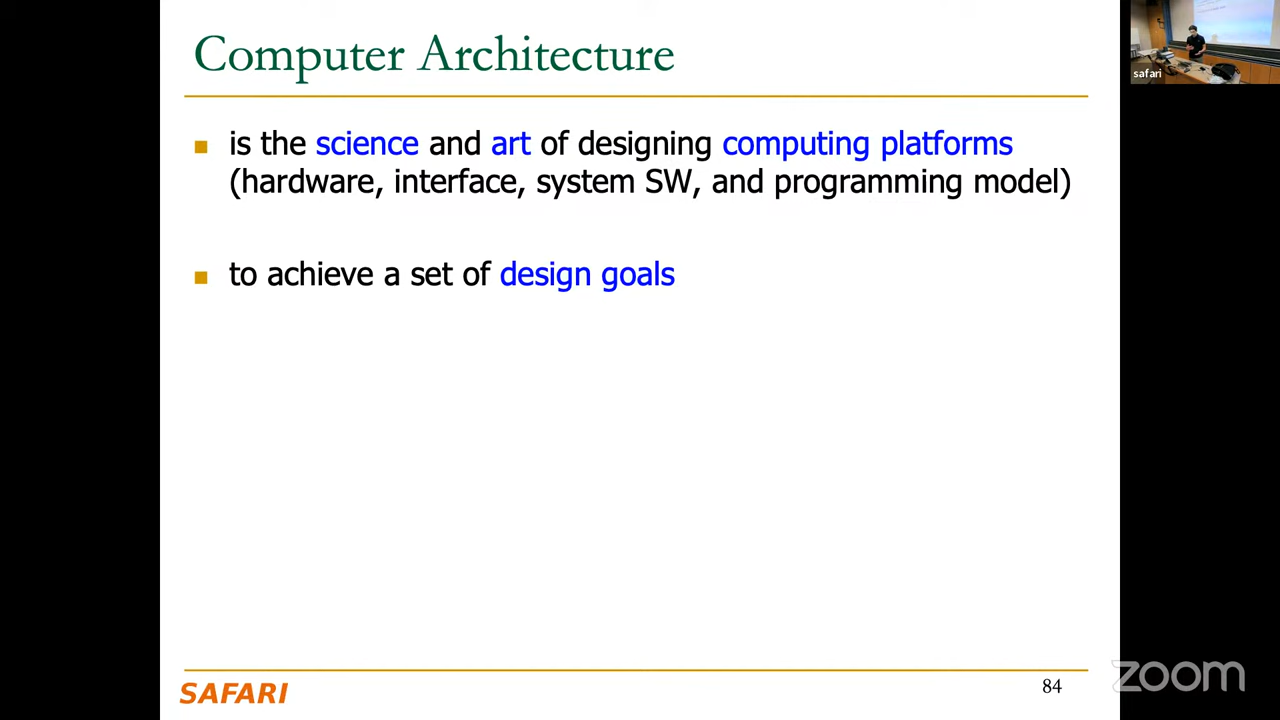 Computer Architecture
is the science and art of designing computing platforms
(hardware, interface, system SW, and programming model)
to achieve a set of design goals
SAFARI
84
safari
zoom